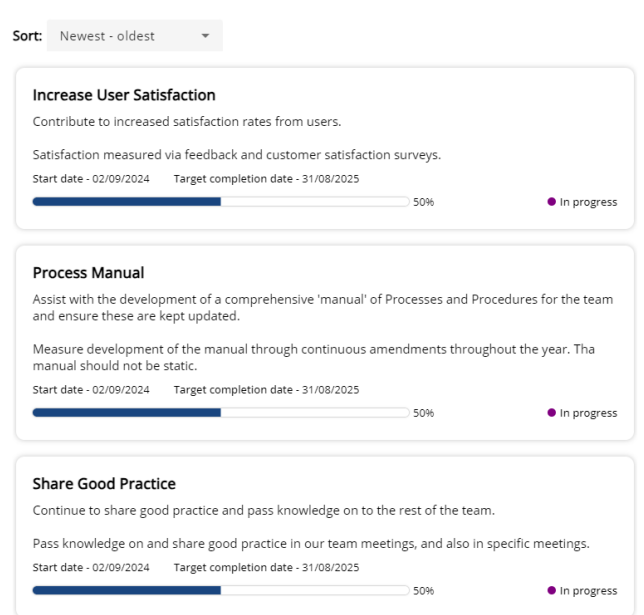 Sort: Newest - oldest
Increase User Satisfaction
Contribute to increased satisfaction rates from users.
Satisfaction measured via feedback and customer satisfaction surveys.
Start date - 02/09/2024 Target completion date - 31/08/2025
50% In progress
Process Manual
Assist with the development of a comprehensive 'manual' of Processes and Procedures for the team
and ensure these are kept updated.
Measure development of the manual through continuous amendments throughout the year. Tha
manual should not be static.
Start date - 02/09/2024 Target completion date - 31/08/2025
50% In progress
Share Good Practice
Continue to share good practice and pass knowledge on to the rest of the team.
Pass knowledge on and share good practice in our team meetings, and also in specific meetings.
Start date - 02/09/2024 Target completion date - 31/08/2025
50% In progress